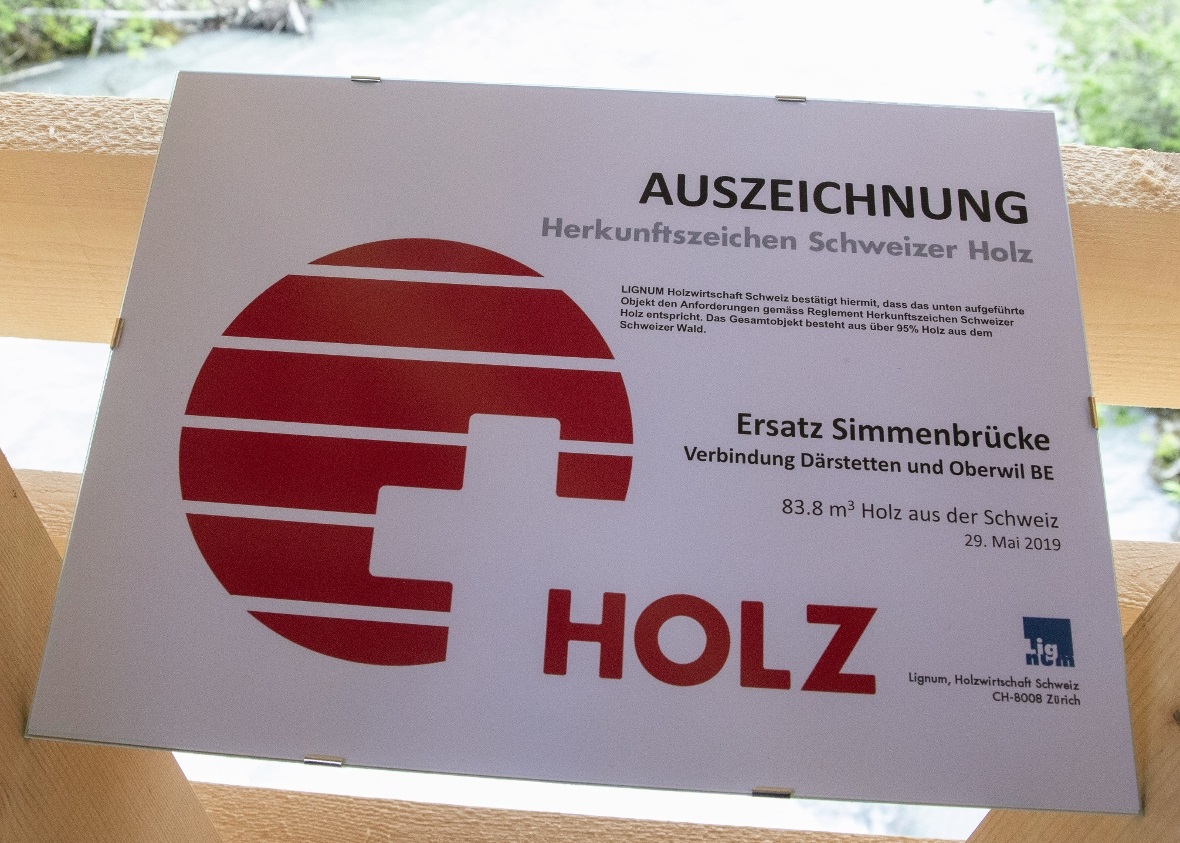 AUSZEICHNUNG
Herkunftszeichen Schweizer Holz
LIGNUM Holzwirtschaft Schweiz bestätigt hiermit, dass das unten aufgeführte
Objekt den Anforderungen gemäss Reglement Herkunftszeichen Schweizer
Holz entspricht. Das Gesamtobjekt besteht aus über 95% Holz aus dem
Schweizer Wald.
Ersatz Simmenbrücke
Verbindung Därstetten und Oberwil BE
83.8 m³ Holz aus der Schweiz
29. Mai 2019
HOLZ
Lig
num
Lignum, Holzwirtschaft Schweiz
CH-8008 Zürich